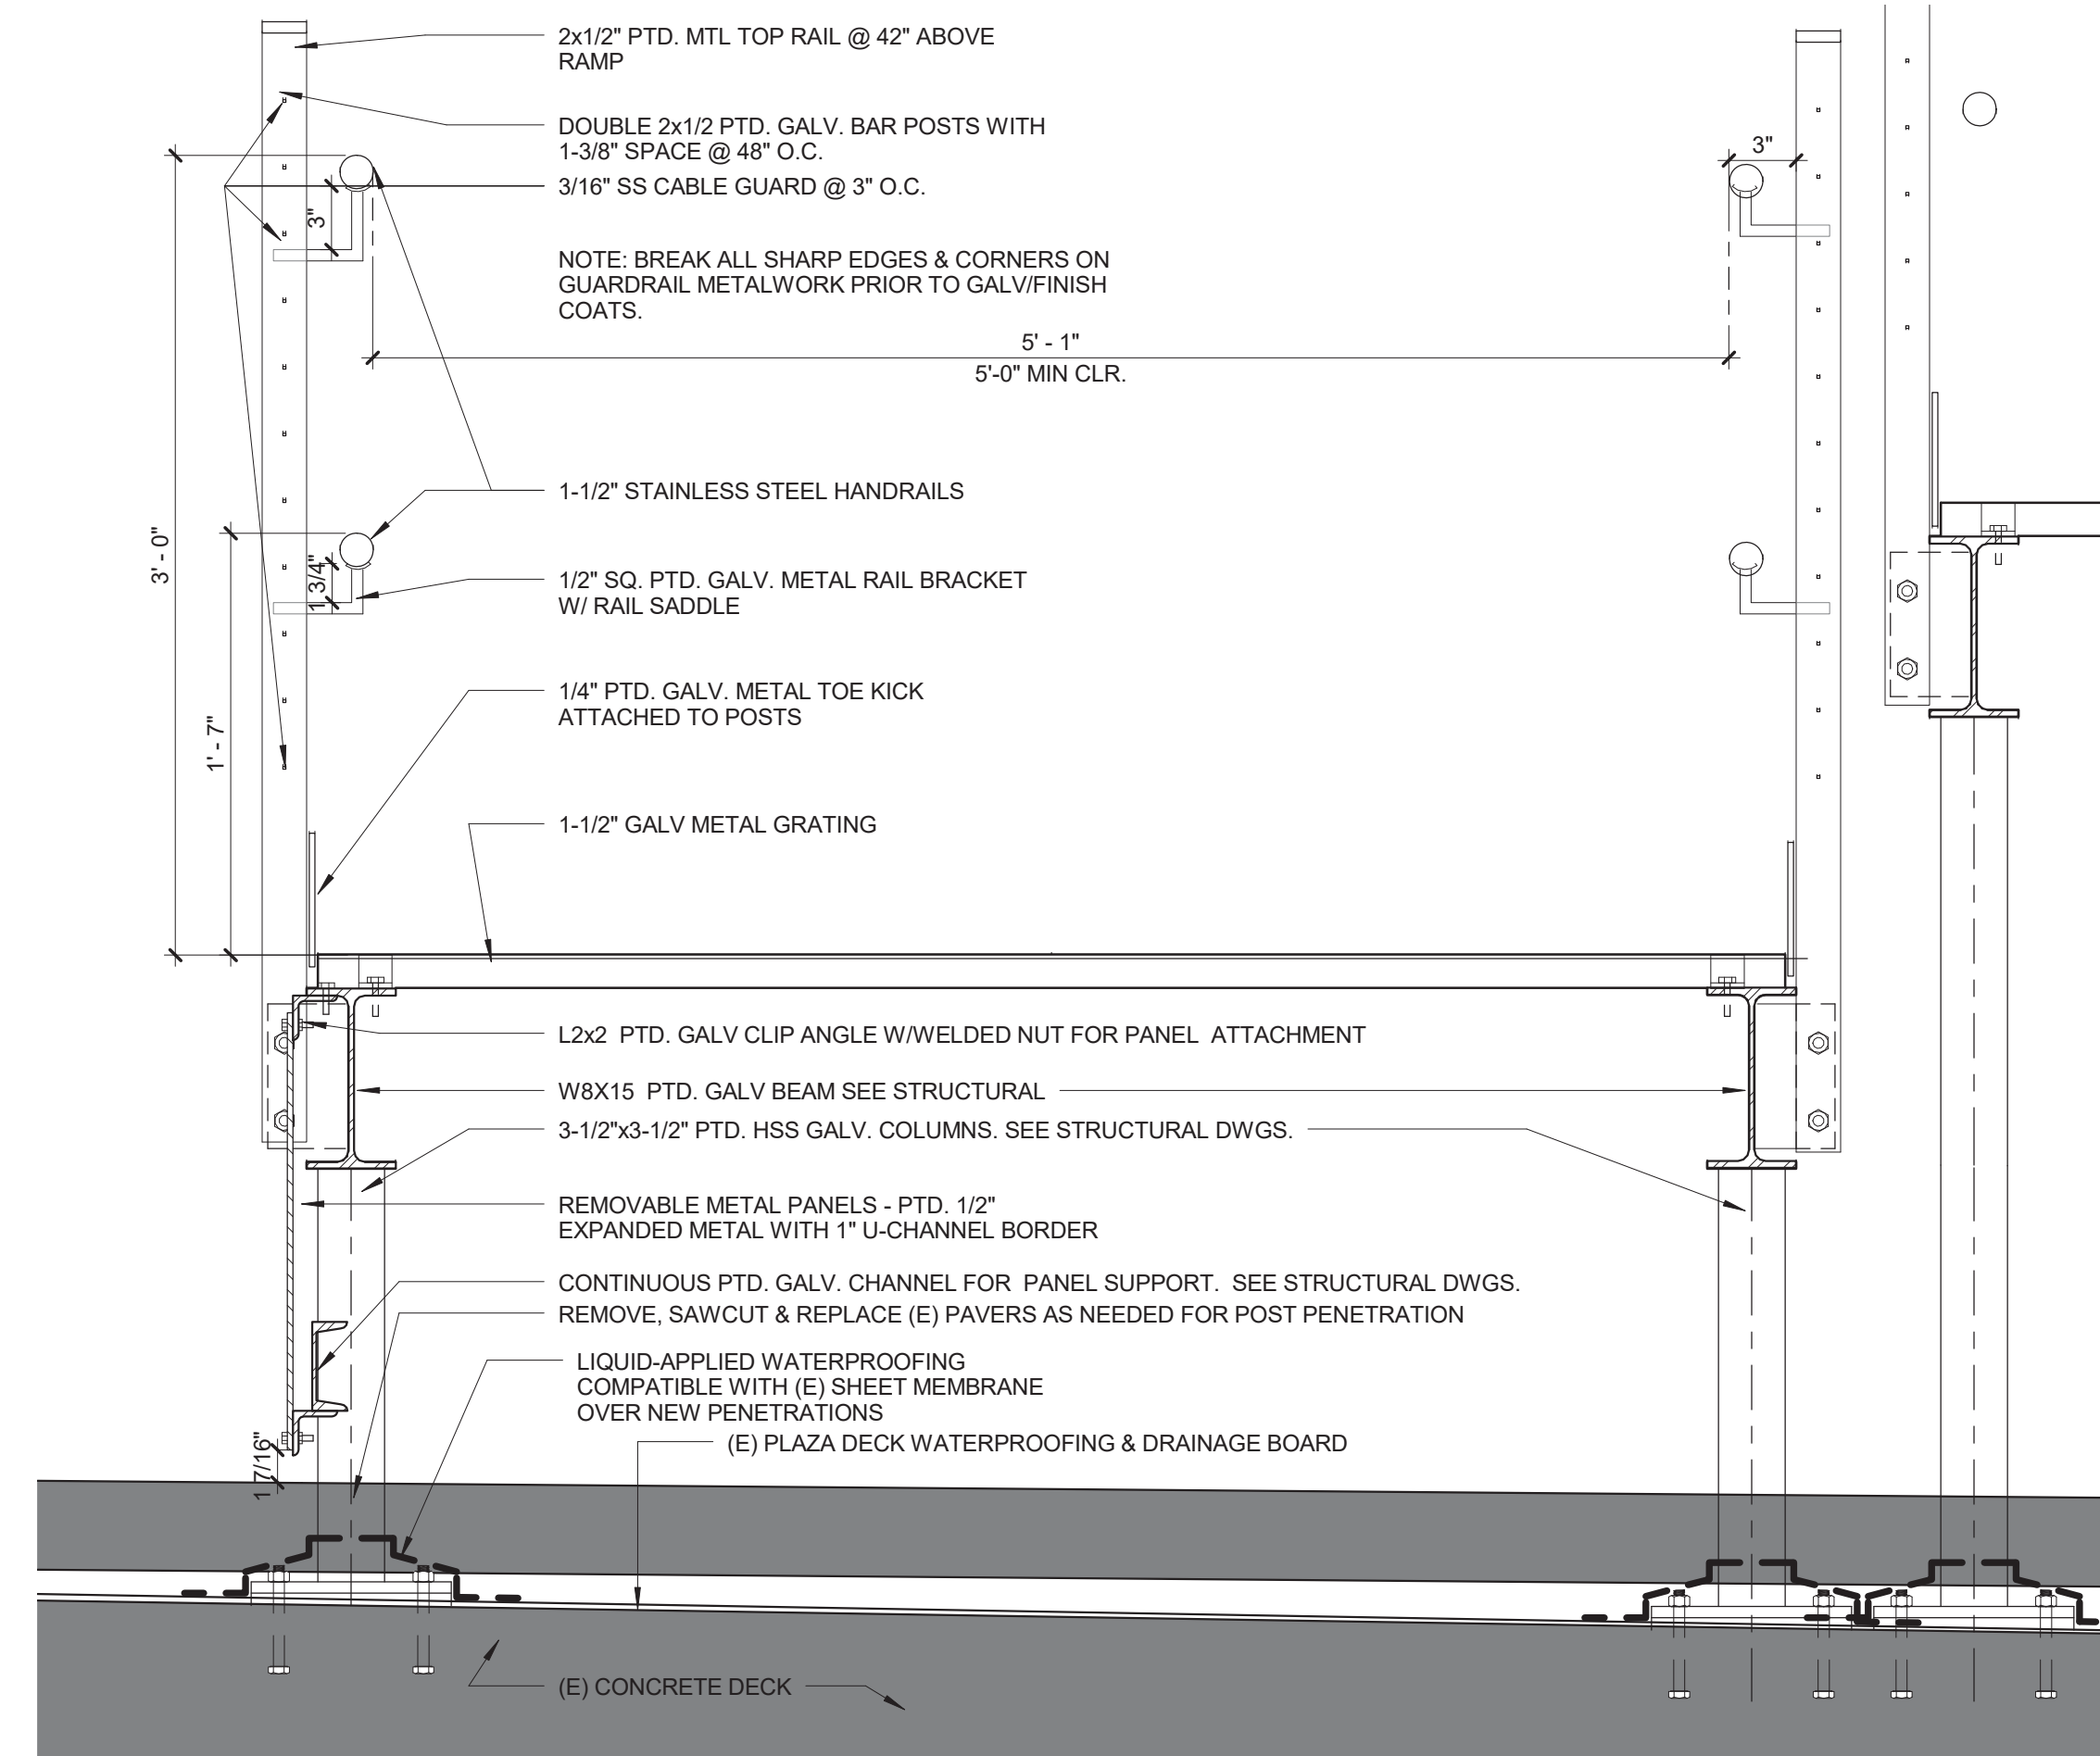 2x1/2" PTD. MTL TOP RAIL @ 42" ABOVE
RAMP
DOUBLE 2x1/2 PTD. GALV. BAR POSTS WITH
1-3/8" SPACE @ 48" O.C.
3"
3/16" SS CABLE GUARD @ 3" O.C.
3"
NOTE: BREAK ALL SHARP EDGES & CORNERS ON
GUARDRAIL METALWORK PRIOR TO GALV/FINISH
COATS.
5' - 1"
5'-0" MIN CLR.
1-1/2" STAINLESS STEEL HANDRAILS
3' - 0"
1 3/4"
1/2" SQ. PTD. GALV. METAL RAIL BRACKET
W/ RAIL SADDLE
1' - 7"
1/4" PTD. GALV. METAL TOE KICK
ATTACHED TO POSTS
1-1/2" GALV METAL GRATING
L2x2 PTD. GALV CLIP ANGLE W/WELDED NUT FOR PANEL ATTACHMENT
W8X15 PTD. GALV BEAM SEE STRUCTURAL
3-1/2"x3-1/2" PTD. HSS GALV. COLUMNS. SEE STRUCTURAL DWGS.
REMOVABLE METAL PANELS - PTD. 1/2"
EXPANDED METAL WITH 1" U-CHANNEL BORDER
CONTINUOUS PTD. GALV. CHANNEL FOR PANEL SUPPORT. SEE STRUCTURAL DWGS.
REMOVE, SAWCUT & REPLACE (E) PAVERS AS NEEDED FOR POST PENETRATION
LIQUID-APPLIED WATERPROOFING
COMPATIBLE WITH (E) SHEET MEMBRANE
OVER NEW PENETRATIONS
(E) PLAZA DECK WATERPROOFING & DRAINAGE BOARD
1 7/16"
(E) CONCRETE DECK